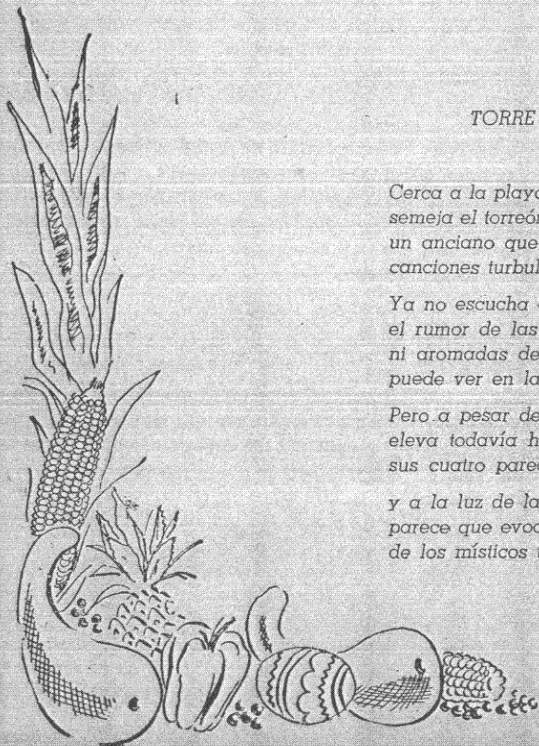 TORRE
Cerca a la playa
semeja el torreón
un anciano que
canciones turbul
Ya no escucha
el rumor de las
ni aromadas de
puede ver en la
Pero a pesar de
eleva todavía h
sus cuatro pared
y a la luz de la
parece que evoc
de los místicos